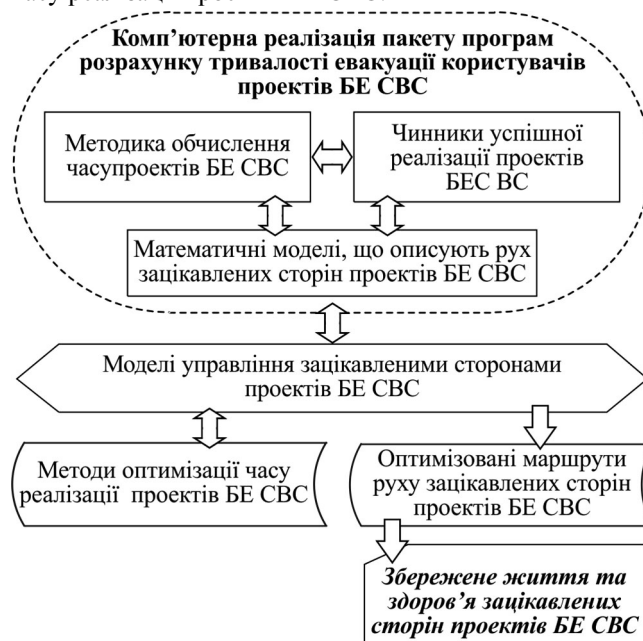 Комп’ютерна реалізація пакету програм
розрахунку тривалості евакуації користувачів
проектів БЕ СВС
Методика обчислення
часупроектів БЕ СВС
Чинники успішної
реалізації проектів
БЕС ВС
Математичні моделі, що описують рух
зацікавлених сторін проектів БЕ СВС
Моделі управління зацікавленими сторонами
проектів БЕ СВС
Методи оптимізації часу
реалізації проектів БЕ СВС
Оптимізовані маршрути
руху зацікавлених сторін
проектів БЕ СВС
Збережене життя та
здоров’я зацікавлених
сторін проектів БЕ СВС